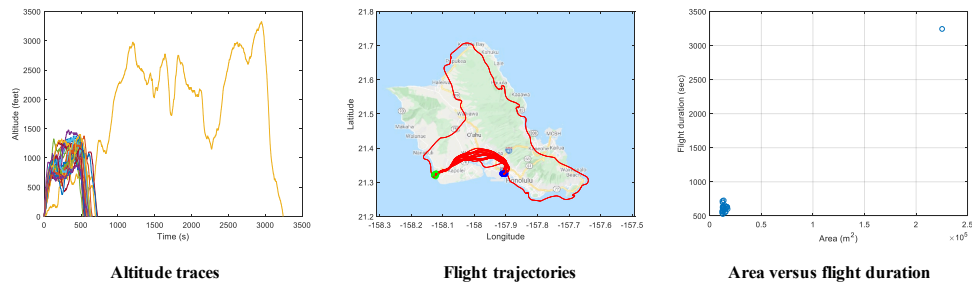 3500
3000
2500
2000
1500
1000
500
0
0 500 1000 1500 2000 2500 3000 3500
Altitude (feet)
Time (s)
Altitude traces
21.8
21.7
21.6
21.5
21.4
21.3
21.2
-158.3 -158.2 -158.1 -158 -157.9 -157.8 -157.7 -157.6 -157.5
Latitude
Longitude
O'ahu
Honolulu
Flight trajectories
3500
3000
2500
2000
1500
1000
500
0 0.5 1 1.5 2 2.5
×10⁵
Flight duration (sec)
Area (m²)
Area versus flight duration